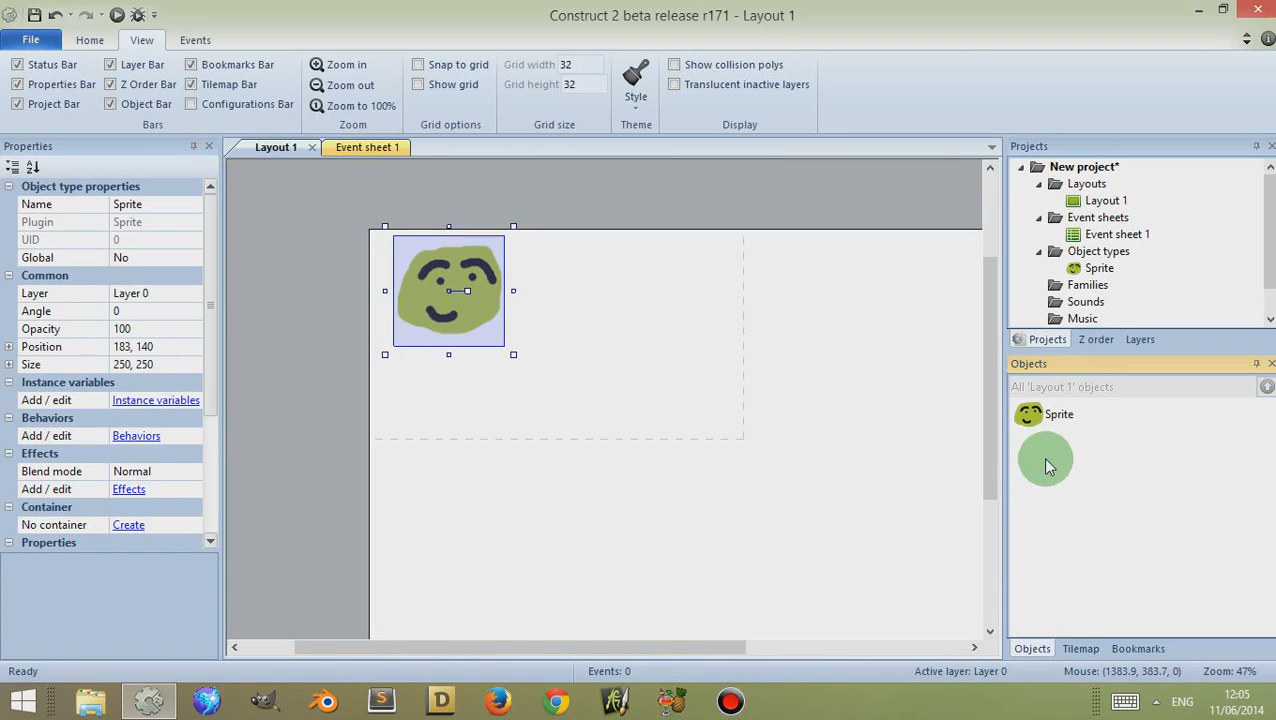 Construct 2 beta release r171 - Layout 1
File Home View Events
Status Bar Layer Bar Bookmarks Bar Zoom in Snap to grid Grid width 32 Show collision polys
Properties Bar Z Order Bar Tilemap Bar Zoom out Show grid Grid height 32 Translucent inactive layers
Project Bar Object Bar Configurations Bar Zoom to 100% Style
Bars Zoom Grid options Grid size Theme Display
Properties
Layout 1 Event sheet 1
Object type properties
Name Sprite
Plugin Sprite
UID 0
Global No
Common
Layer Layer 0
Angle 0
Opacity 100
Position 183, 140
Size 250, 250
Instance variables
Add / edit Instance variables
Behaviors
Add / edit Behaviors
Effects
Blend mode Normal
Add / edit Effects
Container
No container Create
Properties
Projects
New project*
Layouts
Layout 1
Event sheets
Event sheet 1
Object types
Sprite
Families
Sounds
Music
Projects Z order Layers
Objects
All 'Layout 1' objects
Sprite
Objects Tilemap Bookmarks
Ready Events: 0 Active layer: Layer 0 Mouse: (1383.9, 383.7, 0) Zoom: 47%
ENG 12:05
11/06/2014